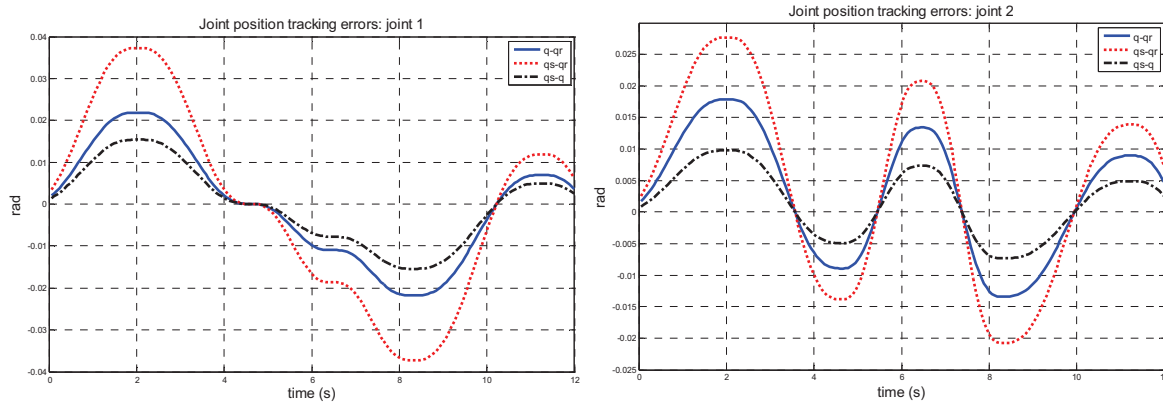 Joint position tracking errors: joint 1
q-qr
qs-qr
qs-q
0.04
0.03
0.02
0.01
0
-0.01
-0.02
-0.03
-0.04
rad
0 2 4 6 8 10 12
time (s)
Joint position tracking errors: joint 2
q-qr
qs-qr
qs-q
0.025
0.02
0.015
0.01
0.005
0
-0.005
-0.01
-0.015
-0.02
-0.025
rad
0 2 4 6 8 10 12
time (s)